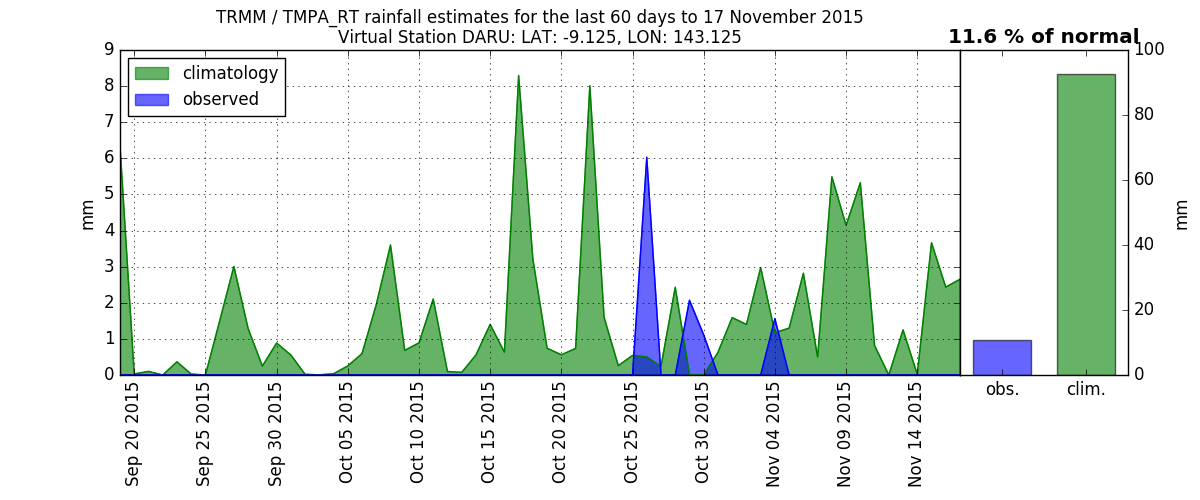 TRMM / TMPA_RT rainfall estimates for the last 60 days to 17 November 2015
Virtual Station DARU: LAT: -9.125, LON: 143.125
11.6 % of normal
climatology
observed
9
8
7
6
5
4
3
2
1
0
mm
Sep 20 2015
Sep 25 2015
Sep 30 2015
Oct 05 2015
Oct 10 2015
Oct 15 2015
Oct 20 2015
Oct 25 2015
Oct 30 2015
Nov 04 2015
Nov 09 2015
Nov 14 2015
100
80
60
40
20
0
mm
obs.
clim.